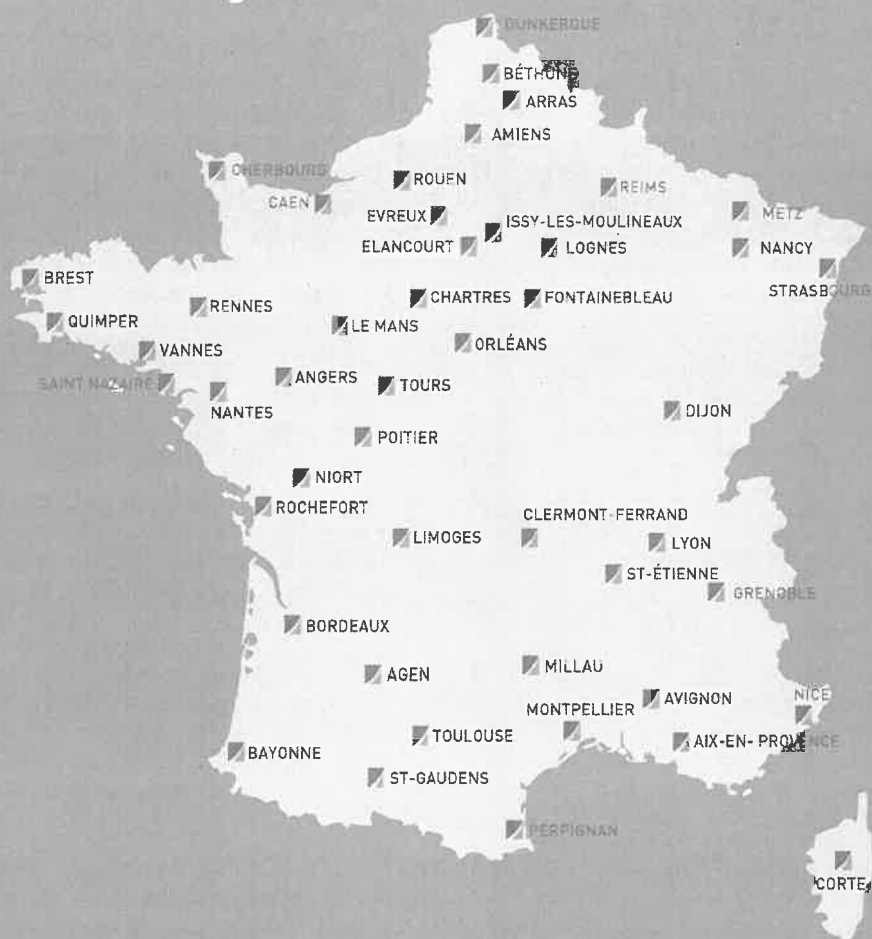 DUNKERQUE
BÉTHUNE
ARRAS
AMIENS
CHERBOURG
ROUEN
REIMS
CAEN
METZ
EVREUX
ISSY-LES-MOULINEAUX
ELANCOURT
LOGNES
NANCY
BREST
STRASBOURG
RENNES
CHARTRES
FONTAINEBLEAU
QUIMPER
LE MANS
ORLÉANS
VANNES
SAINT NAZAIRE
ANGERS
TOURS
NANTES
DIJON
POITIER
NIORT
ROCHEFORT
CLERMONT-FERRAND
LIMOGES
LYON
ST-ÉTIENNE
GRENOBLE
BORDEAUX
AGEN
MILLAU
AVIGNON
NICE
MONTPELLIER
TOULOUSE
AIX-EN- PROVENCE
BAYONNE
ST-GAUDENS
PERPIGNAN
CORTE